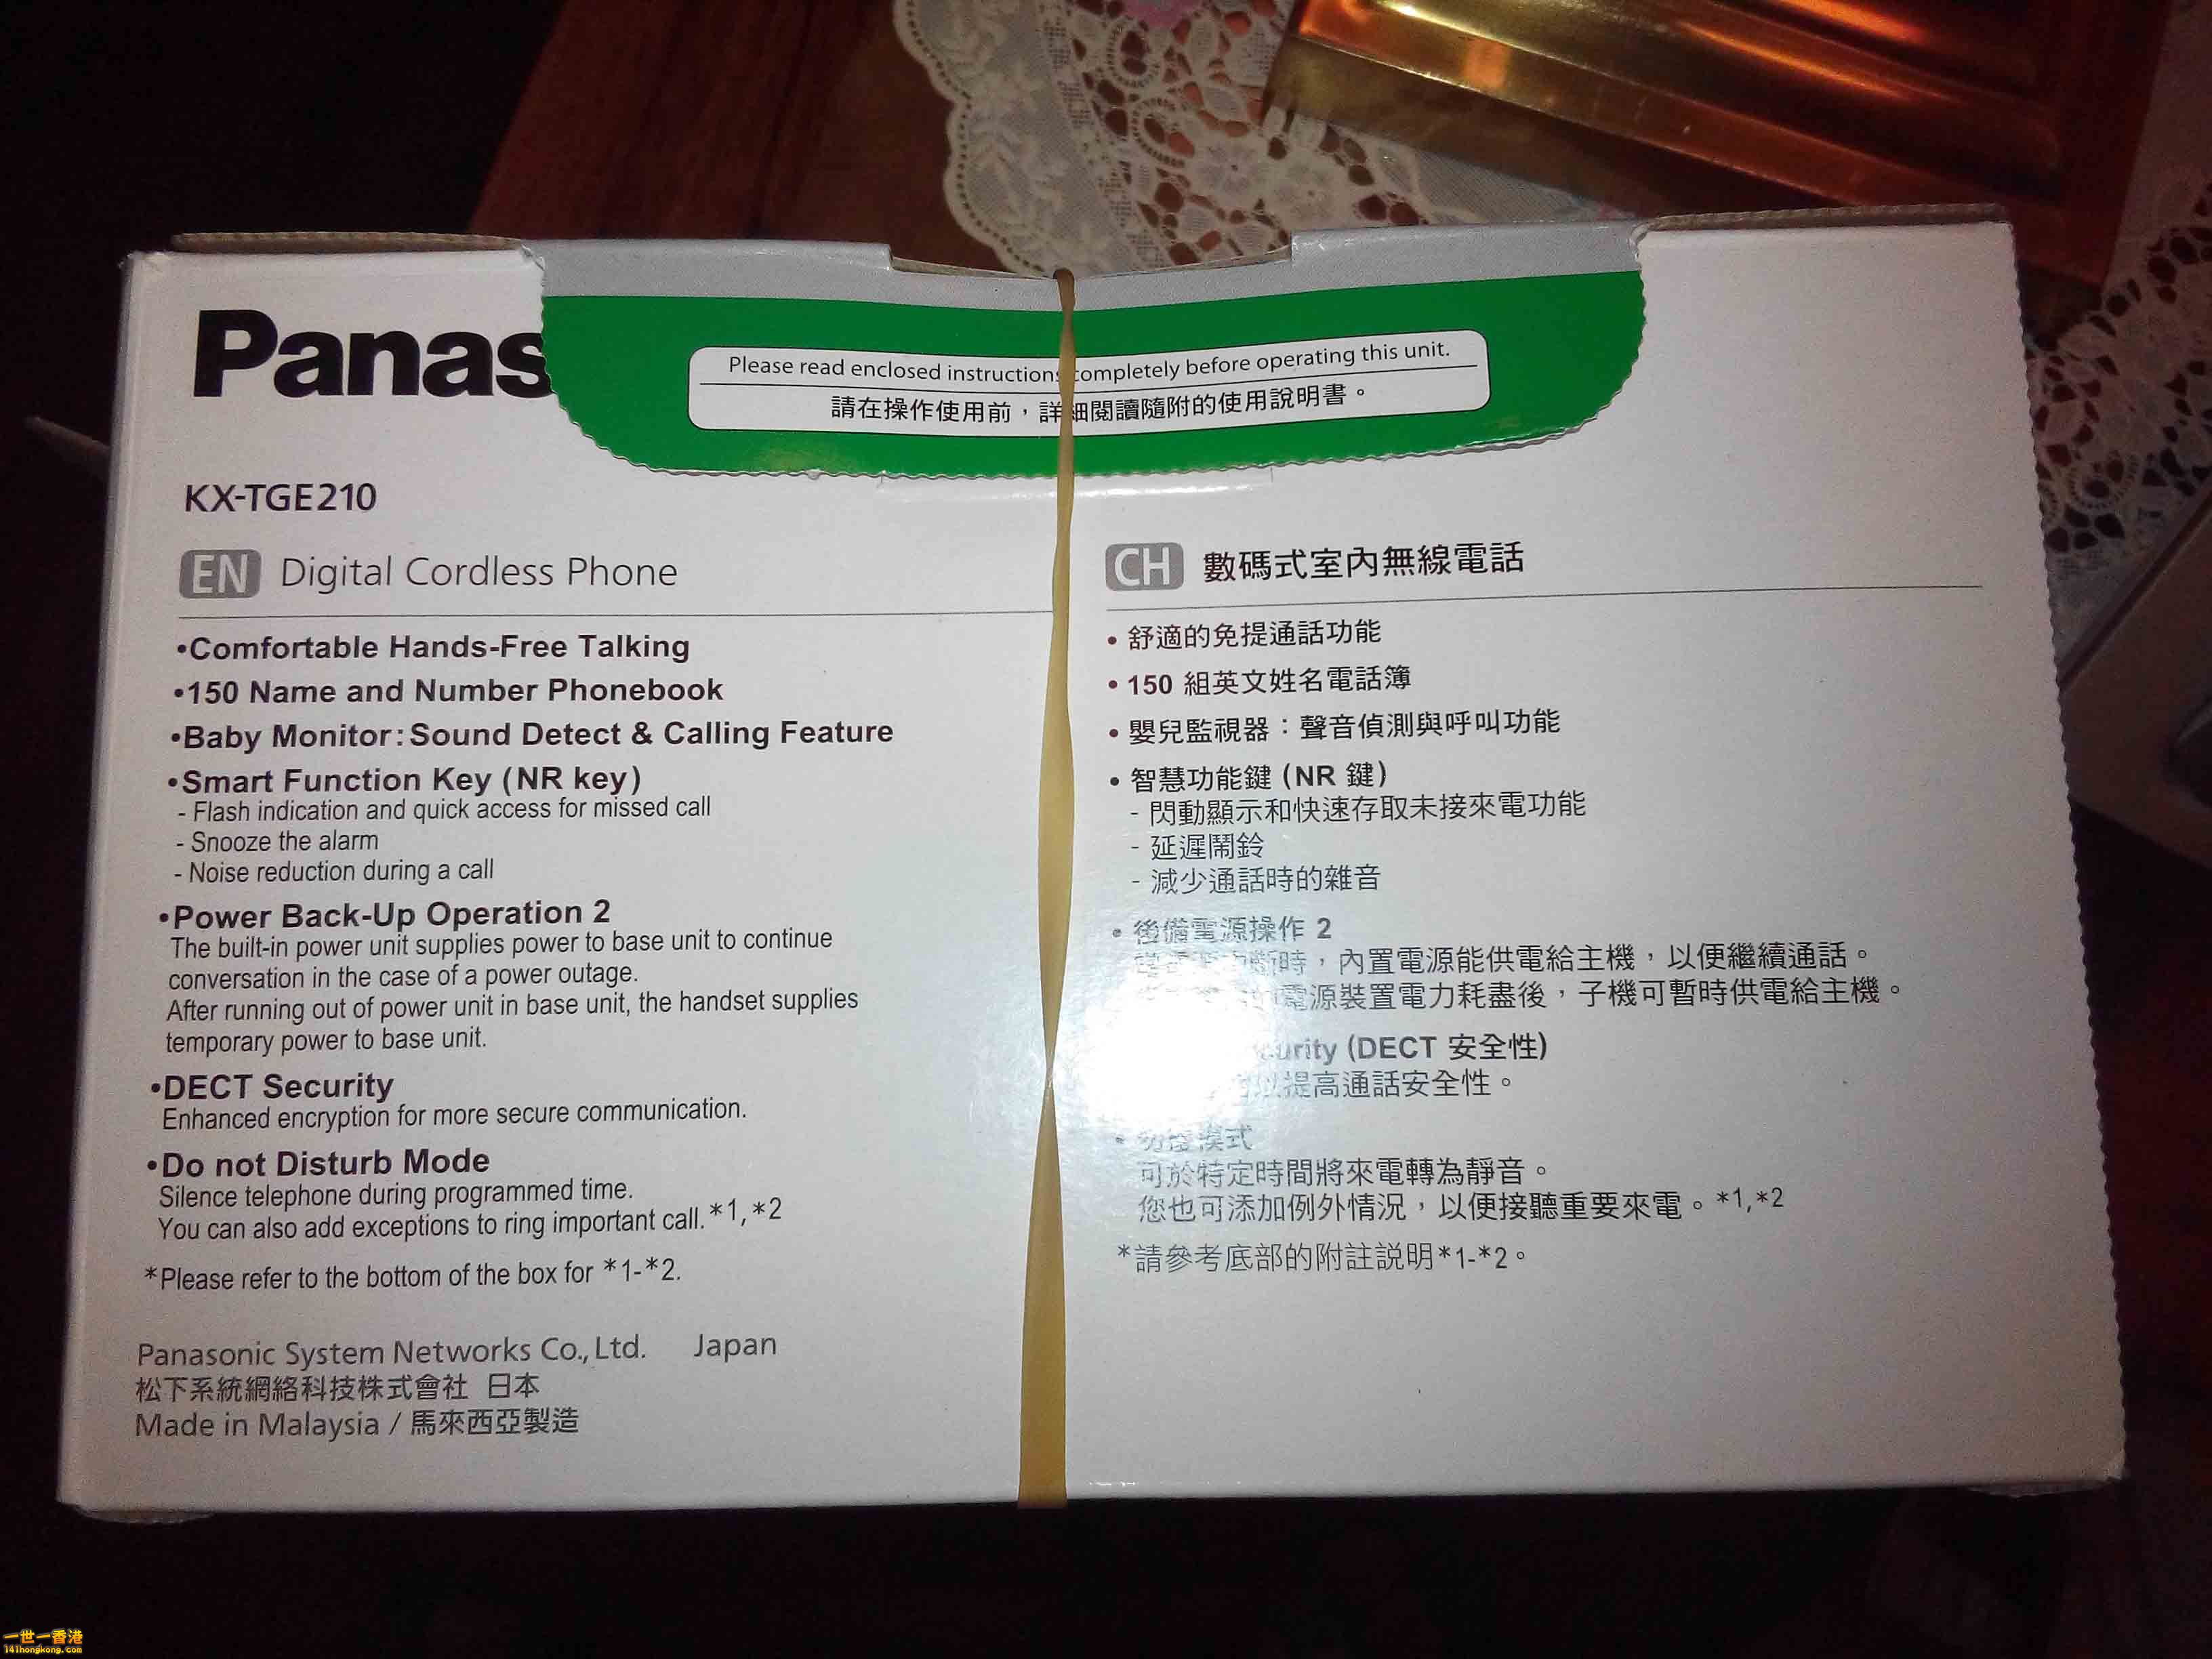 Panas
Please read enclosed instructions completely before operating this unit.
請在操作使用前，詳細閱讀隨附的使用說明書。
KX-TGE210
EN Digital Cordless Phone
•Comfortable Hands-Free Talking
•150 Name and Number Phonebook
•Baby Monitor:Sound Detect & Calling Feature
•Smart Function Key (NR key)
- Flash indication and quick access for missed call
- Snooze the alarm
- Noise reduction during a call
•Power Back-Up Operation 2
The built-in power unit supplies power to base unit to continue
conversation in the case of a power outage.
After running out of power unit in base unit, the handset supplies
temporary power to base unit.
•DECT Security
Enhanced encryption for more secure communication.
•Do not Disturb Mode
Silence telephone during programmed time.
You can also add exceptions to ring important call.*1,*2
*Please refer to the bottom of the box for *1-*2.
Panasonic System Networks Co., Ltd. Japan
松下系統網絡科技株式會社 日本
Made in Malaysia / 馬來西亞製造
CH 數碼式室內無線電話
• 舒適的免提通話功能
• 150 組英文姓名電話簿
• 嬰兒監視器：聲音偵測與呼叫功能
• 智慧功能鍵 (NR 鍵)
- 閃動顯示和快速存取未接來電功能
- 延遲鬧鈴
- 減少通話時的雜音
• 後備電源操作 2
斷時，內置電源能供電給主機，以便繼續通話。
電源裝置電力耗盡後，子機可暫時供電給主機。
urity (DECT 安全性)
以提高通話安全性。
• 模式
可於特定時間將來電轉為靜音。
您也可添加例外情況，以便接聽重要來電。*1,*2
*請參考底部的附註說明*1-*2。
一世一香港
141hongkong.com